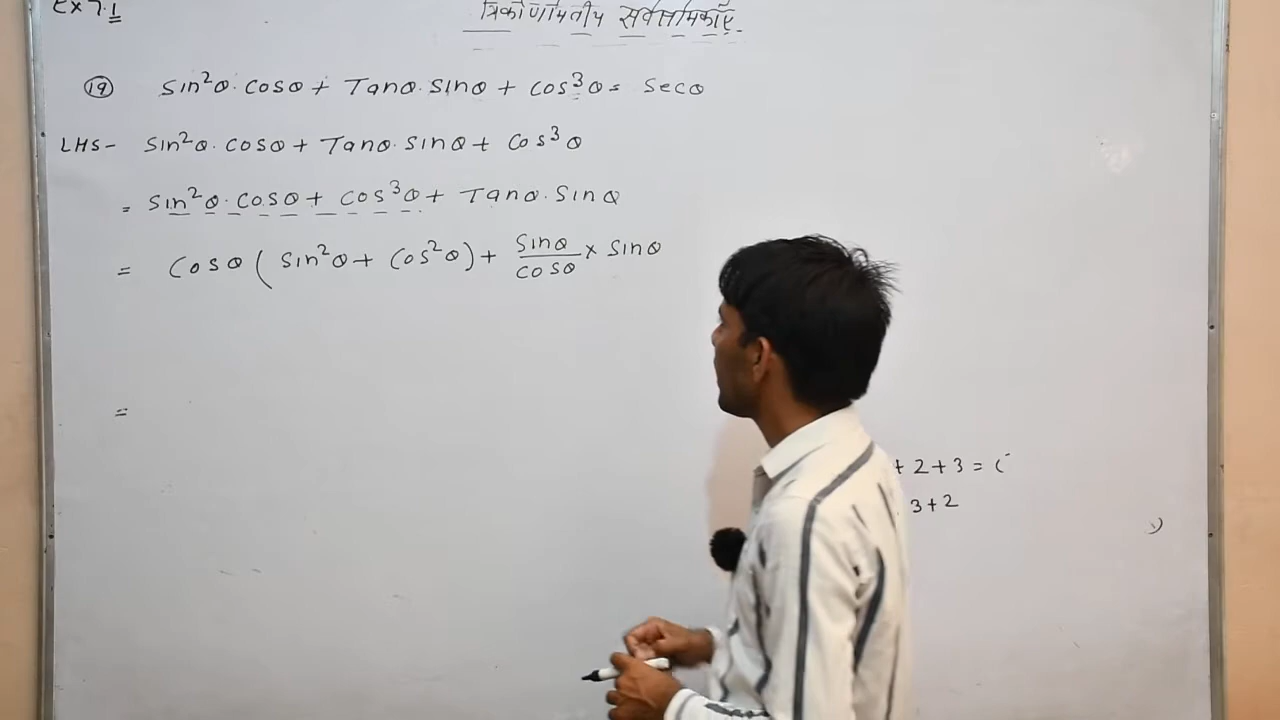 Ex 7.1
त्रिकोणमितीय सर्वसमिकाएँ
(19) Sin²θ. cosθ + Tanθ. sinθ + cos³θ = Secθ
LHS - Sin²θ. cosθ + Tanθ. sinθ + Cos³θ
= Sin²θ. cosθ + cos³θ + Tanθ. Sinθ
= Cosθ ( Sin²θ + Cos²θ) + Sinθ/cosθ × Sinθ
=
+ 2 + 3 = 
3 + 2